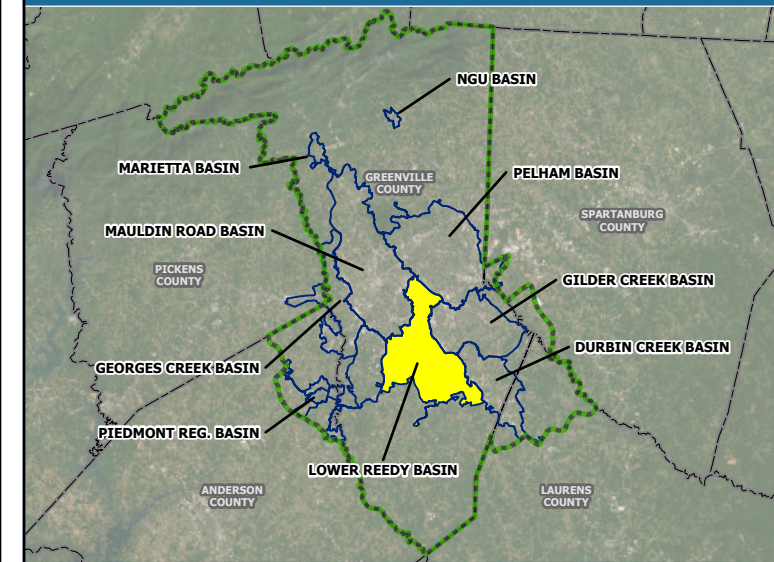 NGU BASIN
MARIETTA BASIN
GREENVILLE
COUNTY
PELHAM BASIN
SPARTANBURG
COUNTY
MAULDIN ROAD BASIN
PICKENS
COUNTY
GILDER CREEK BASIN
DURBIN CREEK BASIN
GEORGES CREEK BASIN
PIEDMONT REG. BASIN
LOWER REEDY BASIN
ANDERSON
COUNTY
LAURENS
COUNTY